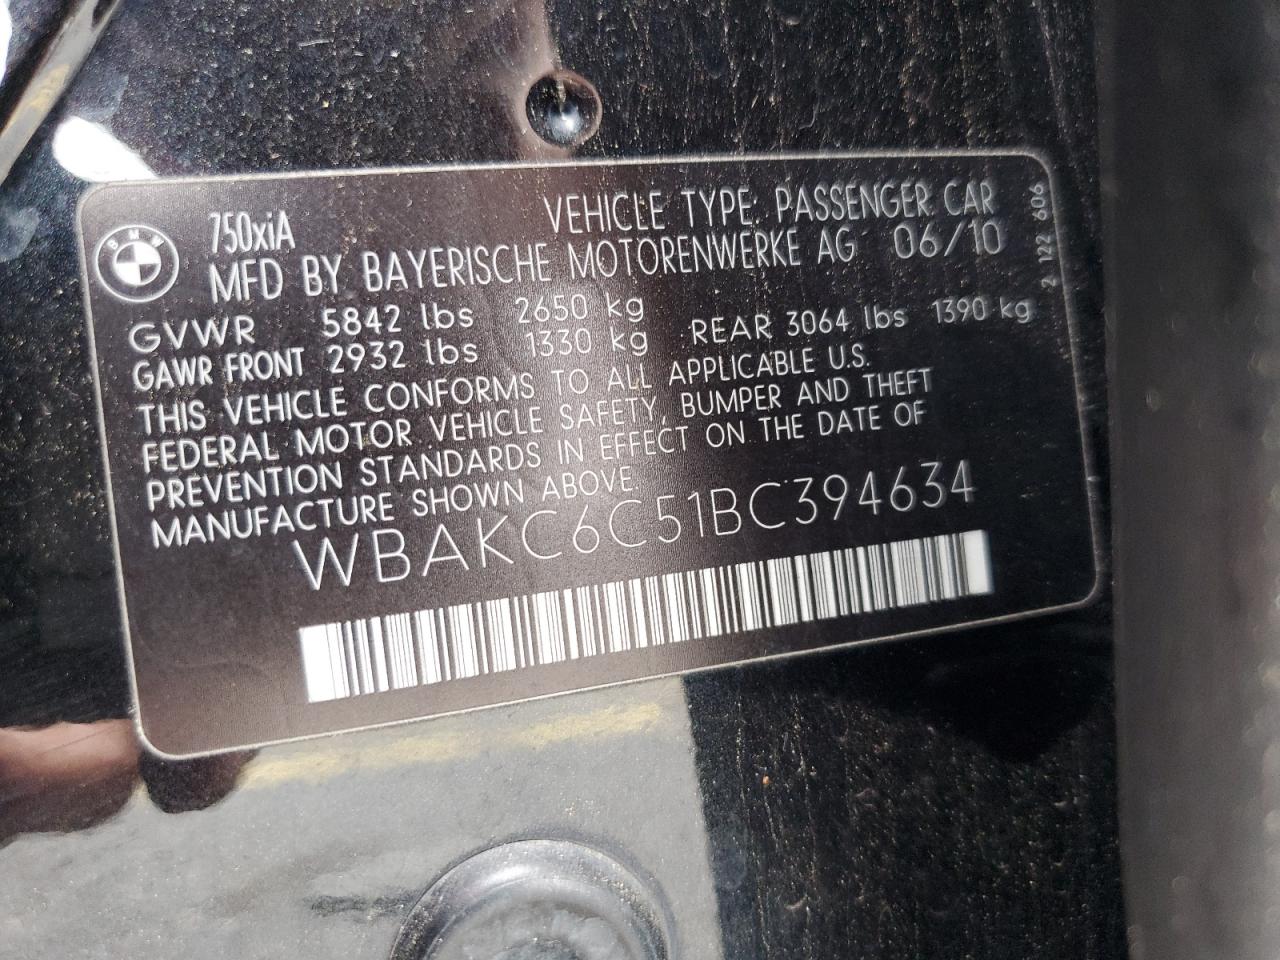 BMW
750xiA VEHICLE TYPE. PASSENGER CAR
MFD BY BAYERISCHE MOTORENWERKE AG 06/10
GVWR 5842 lbs 2650 kg
GAWR FRONT 2932 lbs 1330 kg REAR 3064 lbs 1390 kg
THIS VEHICLE CONFORMS TO ALL APPLICABLE U.S.
FEDERAL MOTOR VEHICLE SAFETY, BUMPER AND THEFT
PREVENTION STANDARDS IN EFFECT ON THE DATE OF
MANUFACTURE SHOWN ABOVE.
WBAKC6C51BC394634
2 122 606